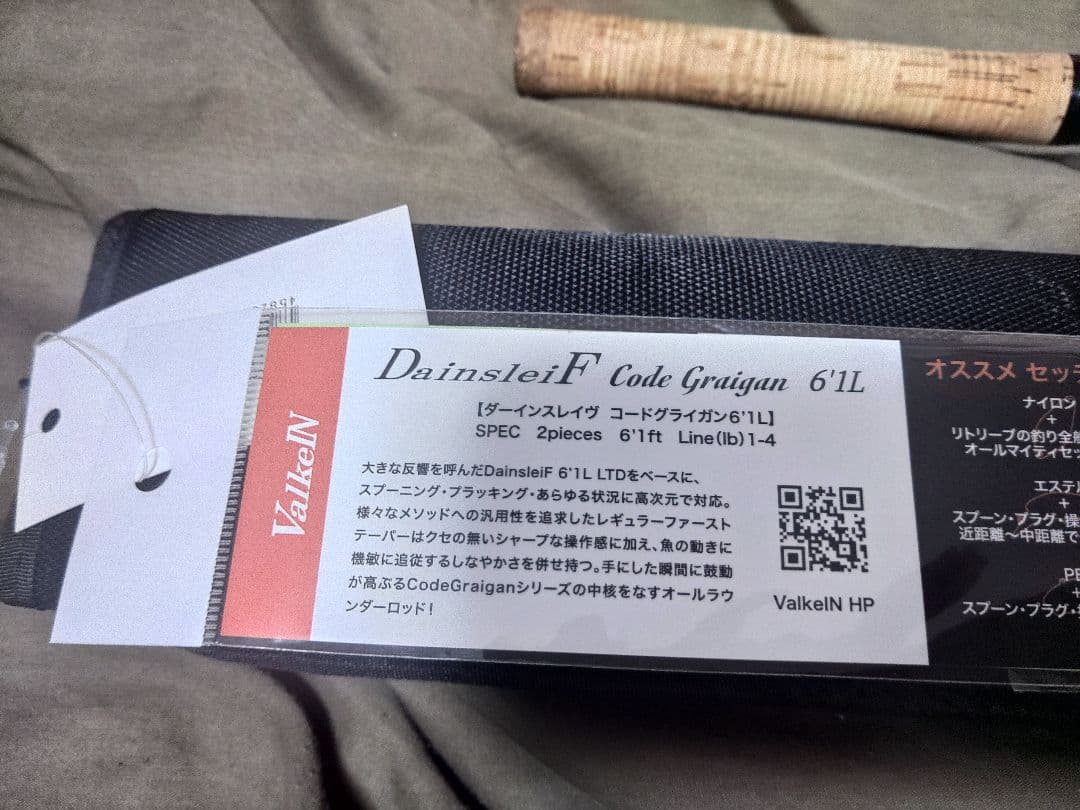 ValkeIN
DainsleiF Code Graigan 6'1L
【ダーインスレイヴ コードグライガン6'1L】
SPEC 2pieces 6'1ft Line(lb)1-4
大きな反響を呼んだDainsleiF 6'1L LTDをベースに、
スプーニング・プラッキング・あらゆる状況に高次元で対応。
様々なメソッドへの汎用性を追求したレギュラーファースト
テーパーはクセの無いシャープな操作感に加え、魚の動きに
機敏に追従するしなやかさを併せ持つ。手にした瞬間に鼓動
が高ぶるCodeGraiganシリーズの中核をなすオールラウ
ンダーロッド!
ValkeIN HP
オススメ セッテ
ナイロン
+
リトリーブの釣り全般
オールマイティセッ
エステル
+
スプーン・プラグ・操
近距離〜中距離で
PE
+
スプーン・プラグ・